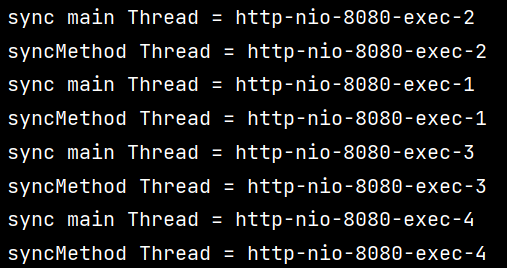 sync main Thread = http-nio-8080-exec-2
syncMethod Thread = http-nio-8080-exec-2
sync main Thread = http-nio-8080-exec-1
syncMethod Thread = http-nio-8080-exec-1
sync main Thread = http-nio-8080-exec-3
syncMethod Thread = http-nio-8080-exec-3
sync main Thread = http-nio-8080-exec-4
syncMethod Thread = http-nio-8080-exec-4